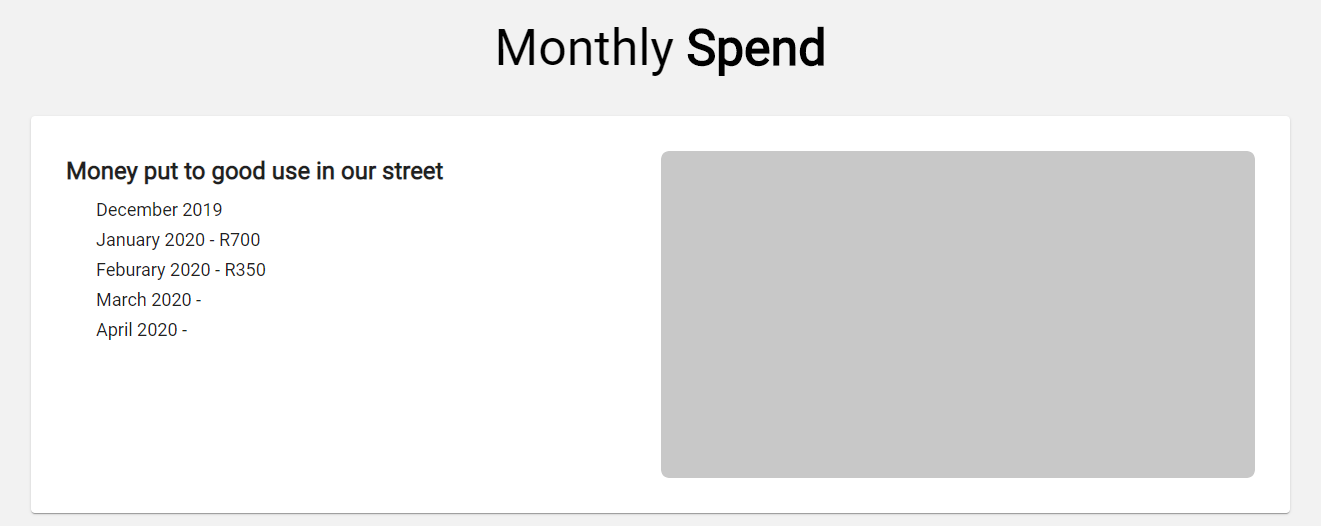 Monthly Spend
Money put to good use in our street
December 2019
January 2020 - R700
Feburary 2020 - R350
March 2020 -
April 2020 -